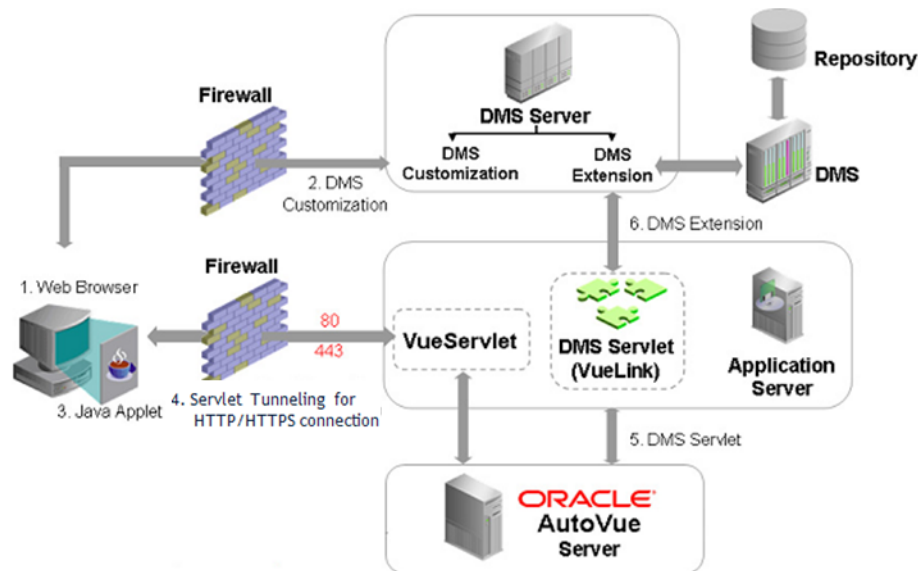 Firewall
DMS Server
DMS
Customization
DMS
Extension
Repository
DMS
2. DMS
Customization
6. DMS Extension
1. Web Browser
3. Java Applet
Firewall
80
443
4. Servlet Tunneling for
HTTP/HTTPS connection
VueServlet
DMS Servlet
(VueLink)
Application
Server
5. DMS Servlet
ORACLE®
AutoVue
Server